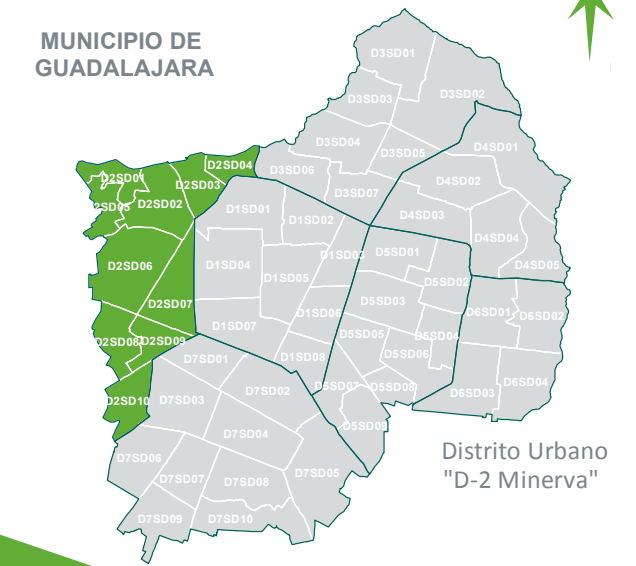 MUNICIPIO DE
GUADALAJARA
D3SD01
D3SD02
D3SD03
D3SD04
D3SD05
D3SD06
D3SD07
D4SD01
D4SD02
D4SD03
D4SD04
D4SD05
D2SD01
D2SD02
D2SD03
D2SD04
2SD05
D2SD06
D2SD07
D2SD08
D2SD09
D2SD10
D1SD01
D1SD02
D1SD03
D1SD04
D1SD05
D1SD06
D1SD07
D1SD08
D5SD01
D5SD02
D5SD03
D5SD04
D5SD05
D5SD06
D5SD07
D5SD08
D5SD09
D6SD01
D6SD02
D6SD03
D6SD04
D7SD01
D7SD02
D7SD03
D7SD04
D7SD05
D7SD06
D7SD07
D7SD08
D7SD09
D7SD10
Distrito Urbano
"D-2 Minerva"